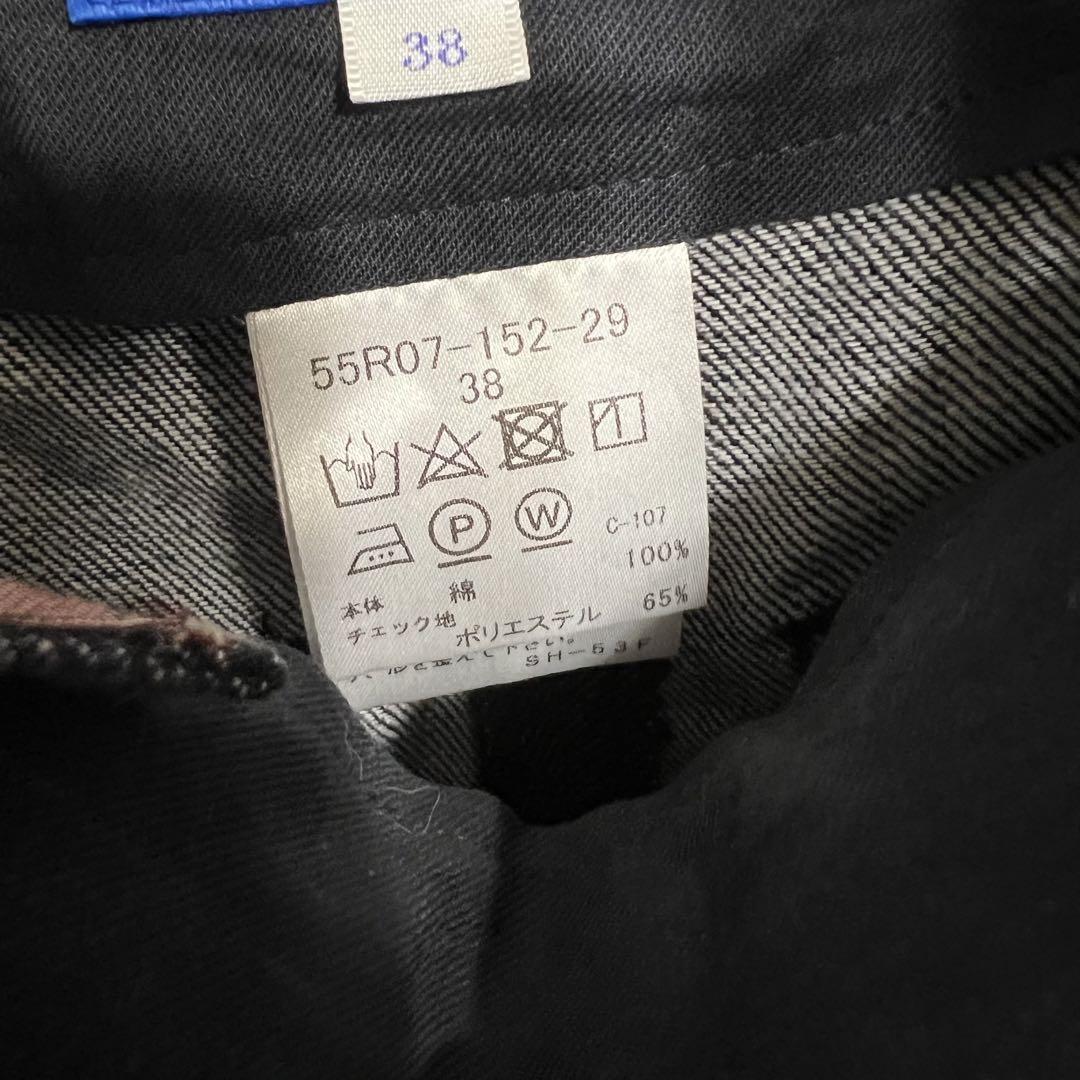 38
55R07-152-29
38
P W C-107
本体 綿 100%
チェック地
ポリエステル 65%
SH-53F